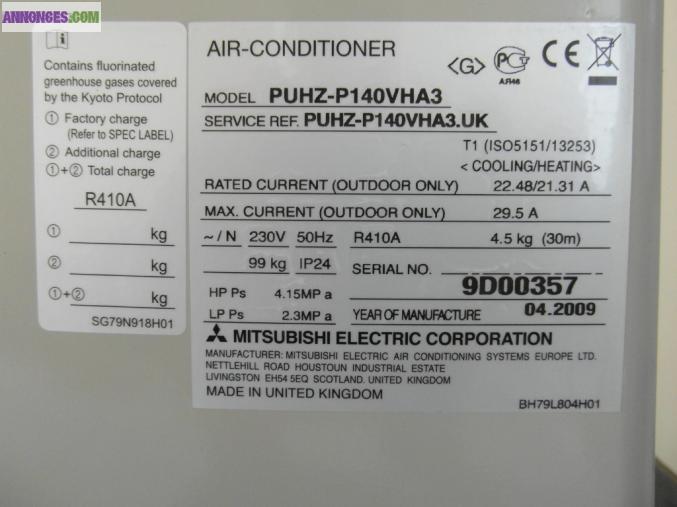 ANNONCES.COM
Contains fluorinated
greenhouse gases covered
by the Kyoto Protocol
① Factory charge
(Refer to SPEC LABEL)
② Additional charge
①+② Total charge
R410A
① kg
② kg
①+② kg
SG79N918H01
AIR-CONDITIONER
<G> PC CE
АЯ46
MODEL PUHZ-P140VHA3
SERVICE REF. PUHZ-P140VHA3.UK
T1 (ISO5151/13253)
< COOLING/HEATING>
RATED CURRENT (OUTDOOR ONLY) 22.48/21.31 A
MAX. CURRENT (OUTDOOR ONLY) 29.5 A
~ / N 230V 50Hz R410A 4.5 kg (30m)
99 kg IP24 SERIAL NO. 9D00357
HP Ps 4.15MP a
LP Ps 2.3MP a YEAR OF MANUFACTURE 04.2009
MITSUBISHI ELECTRIC CORPORATION
MANUFACTURER: MITSUBISHI ELECTRIC AIR CONDITIONING SYSTEMS EUROPE LTD.
NETTLEHILL ROAD HOUSTOUN INDUSTRIAL ESTATE
LIVINGSTON EH54 5EQ SCOTLAND. UNITED KINGDOM
MADE IN UNITED KINGDOM
BH79L804H01